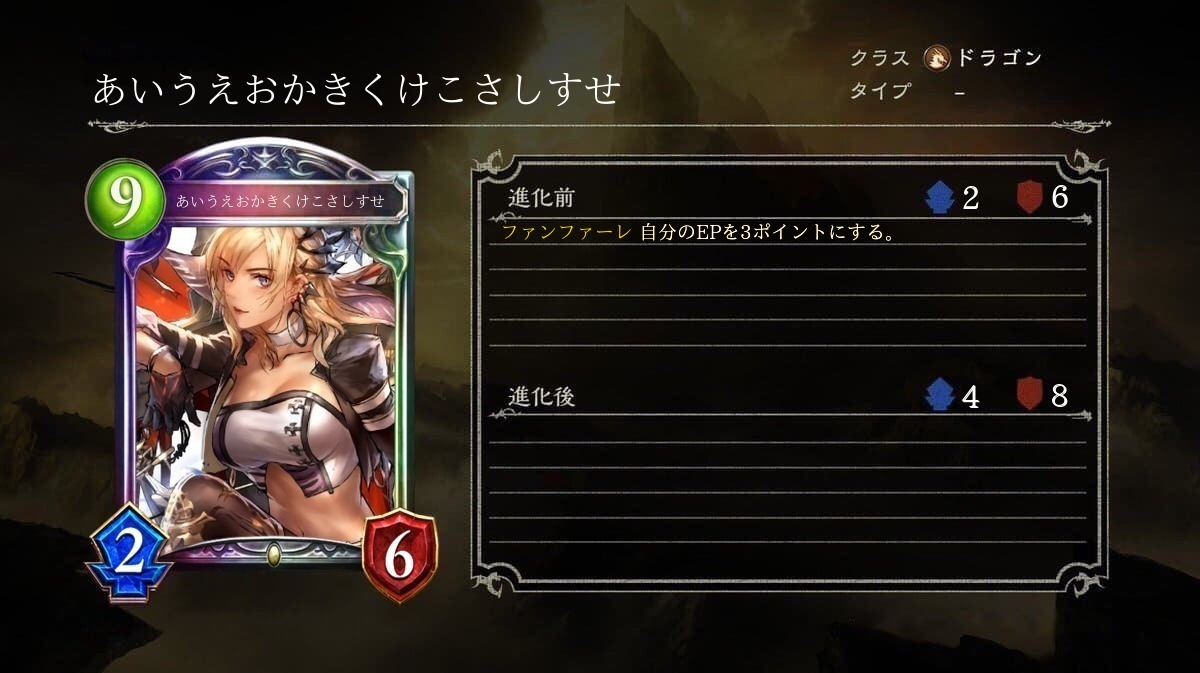 クラス ドラゴン
あいうえおかきくけこさしすせ
タイプ －
9
あいうえおかきくけこさしすせ
進化前 2 6
ファンファーレ 自分のEPを3ポイントにする。
進化後 4 8
2
6